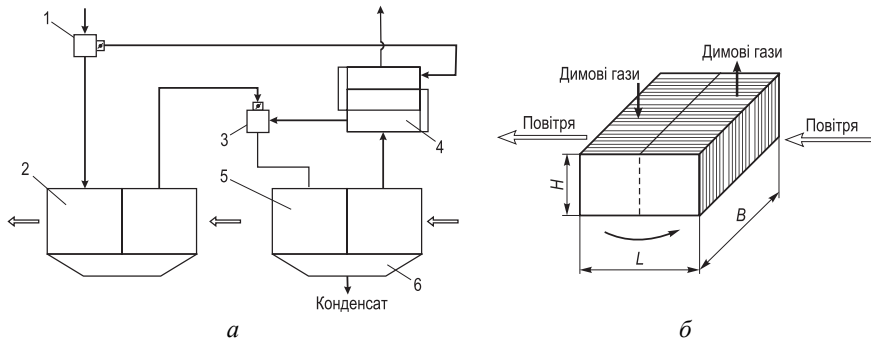 1
2
3
4
5
6
Конденсат
а
Димові гази
Димові гази
Повітря
Повітря
H
B
L
б